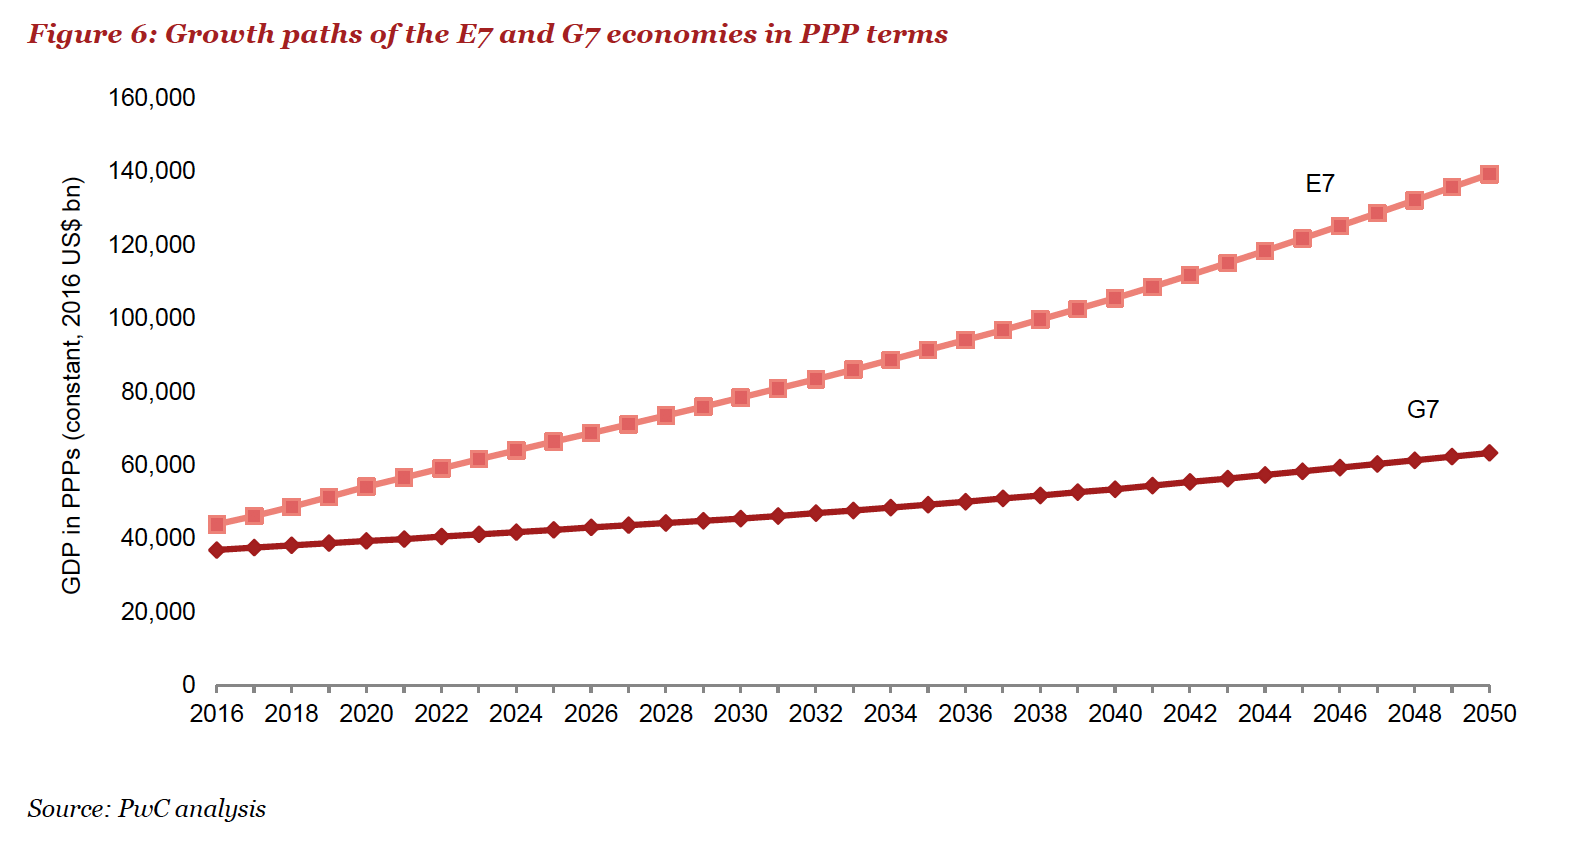 Figure 6: Growth paths of the E7 and G7 economies in PPP terms
GDP in PPPs (constant, 2016 US$ bn)
160,000
140,000
120,000
100,000
80,000
60,000
40,000
20,000
0
E7
G7
2016 2018 2020 2022 2024 2026 2028 2030 2032 2034 2036 2038 2040 2042 2044 2046 2048 2050
Source: PwC analysis